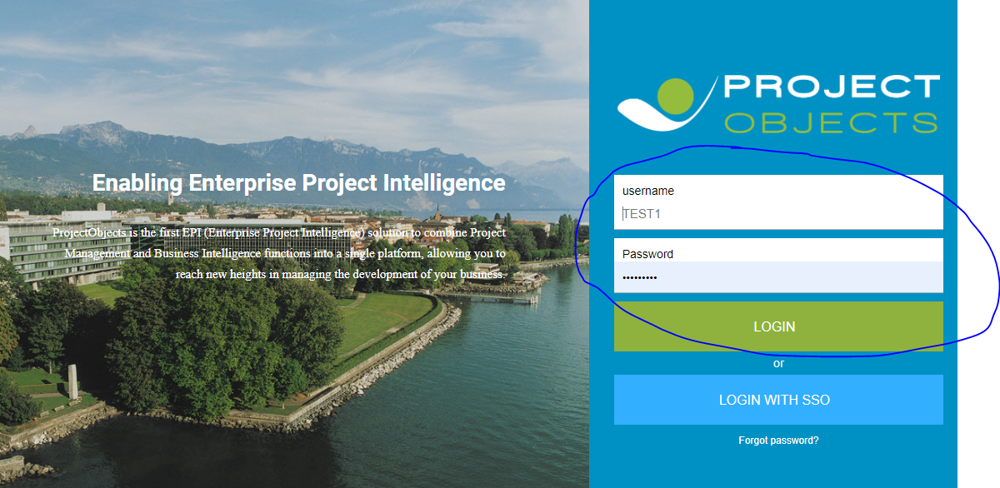 Enabling Enterprise Project Intelligence
ProjectObjects is the first EPI (Enterprise Project Intelligence) solution to combine Project
Management and Business Intelligence functions into a single platform, allowing you to
reach new heights in managing the development of your business.
PROJECT
OBJECTS
username
TEST1
Password
•••••••••
LOGIN
or
LOGIN WITH SSO
Forgot password?